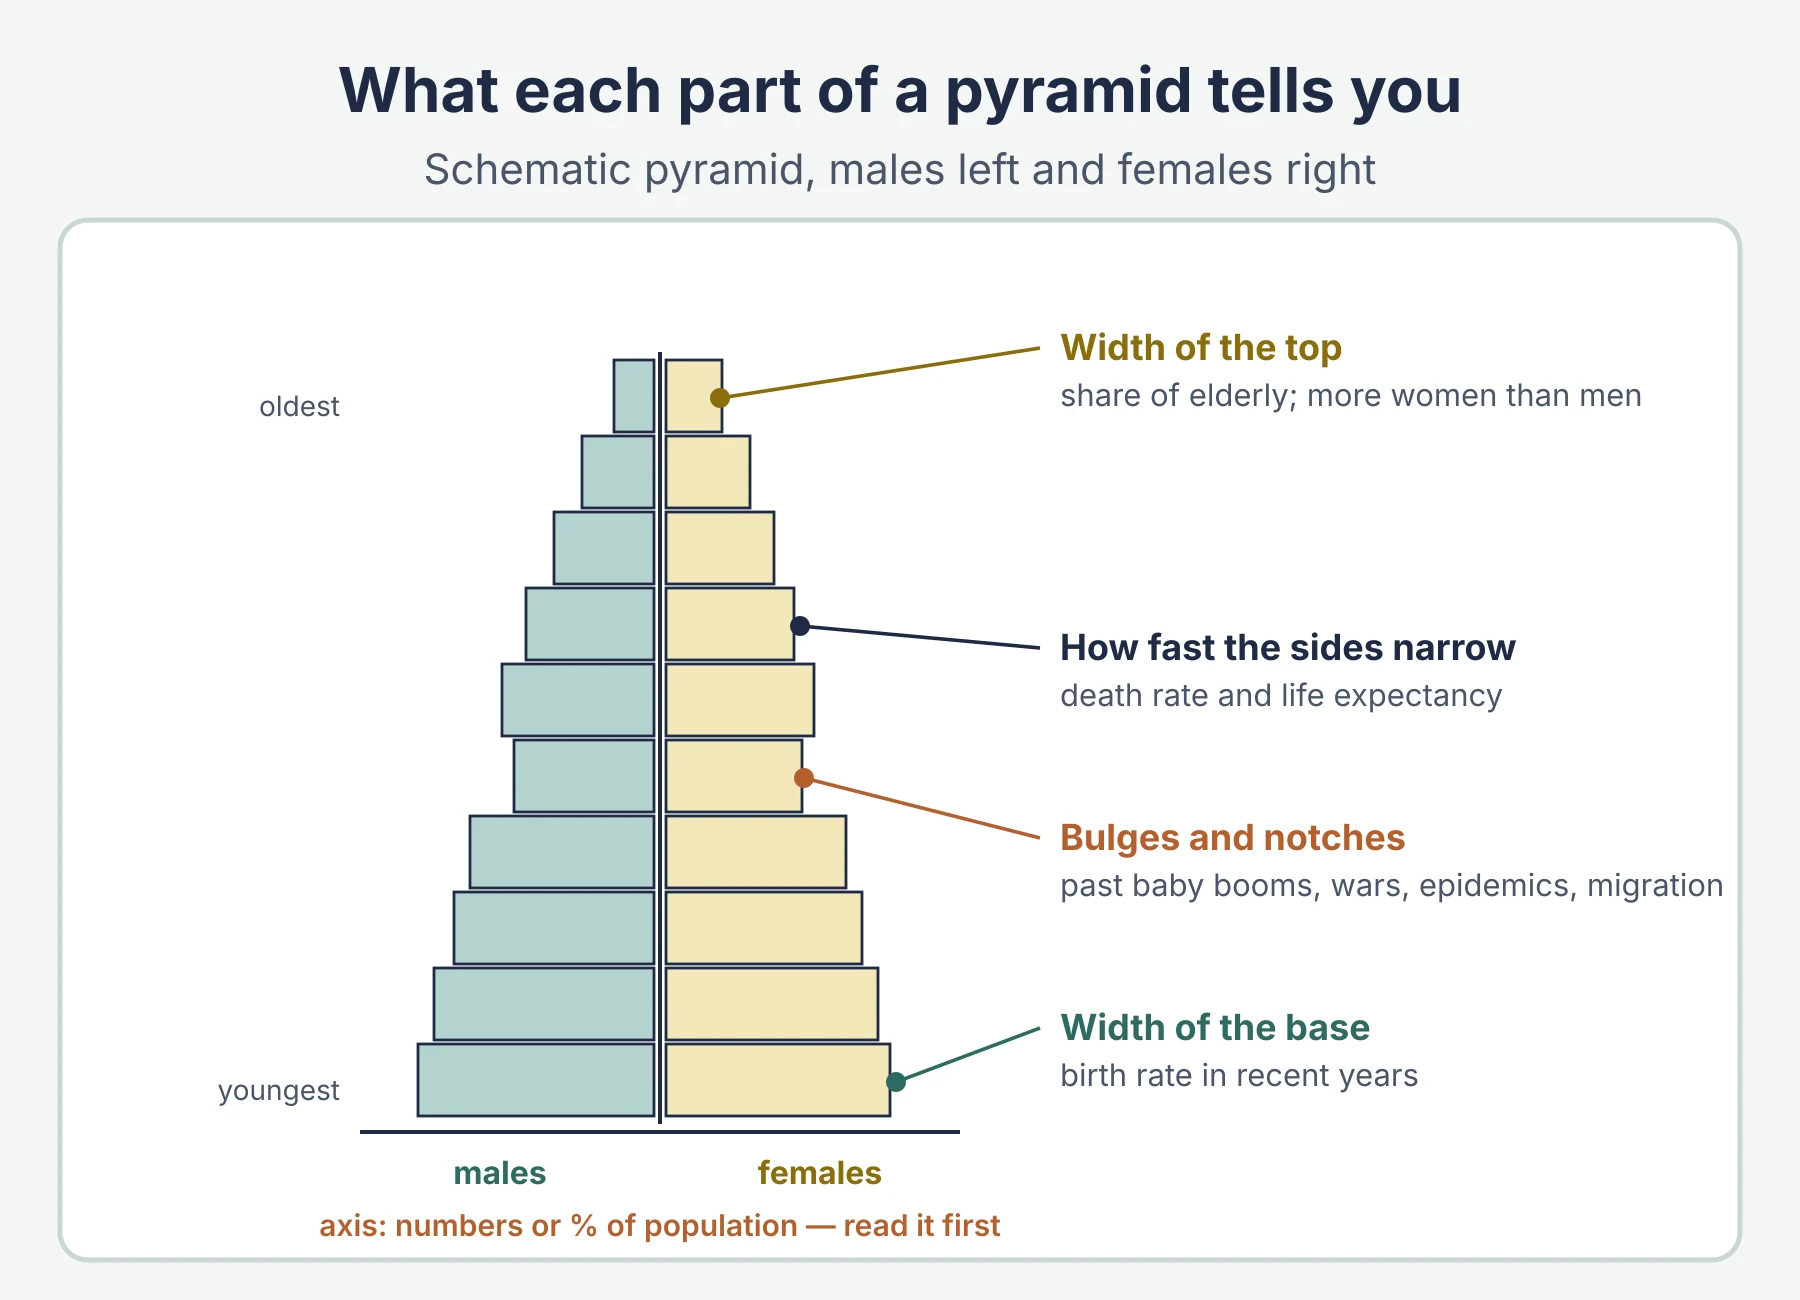 What each part of a pyramid tells you
Schematic pyramid, males left and females right
oldest
Width of the top
share of elderly; more women than men
How fast the sides narrow
death rate and life expectancy
Bulges and notches
past baby booms, wars, epidemics, migration
Width of the base
birth rate in recent years
youngest
males females
axis: numbers or % of population — read it first